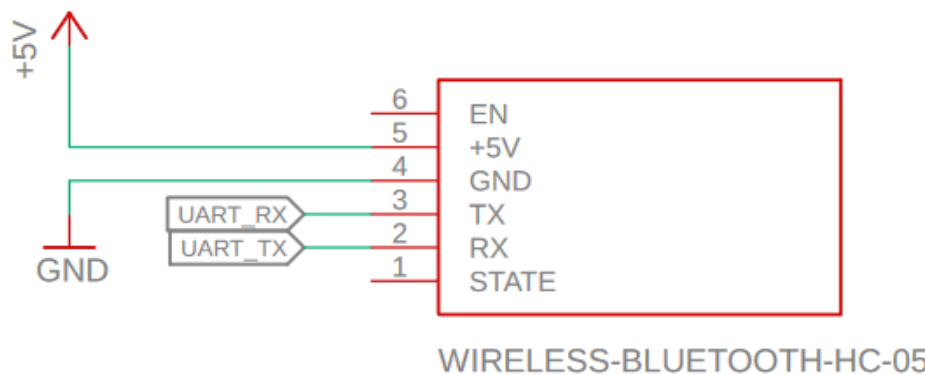 +5V
6 EN
5 +5V
4 GND
UART_RX 3 TX
UART_TX 2 RX
1 STATE
GND
WIRELESS-BLUETOOTH-HC-05